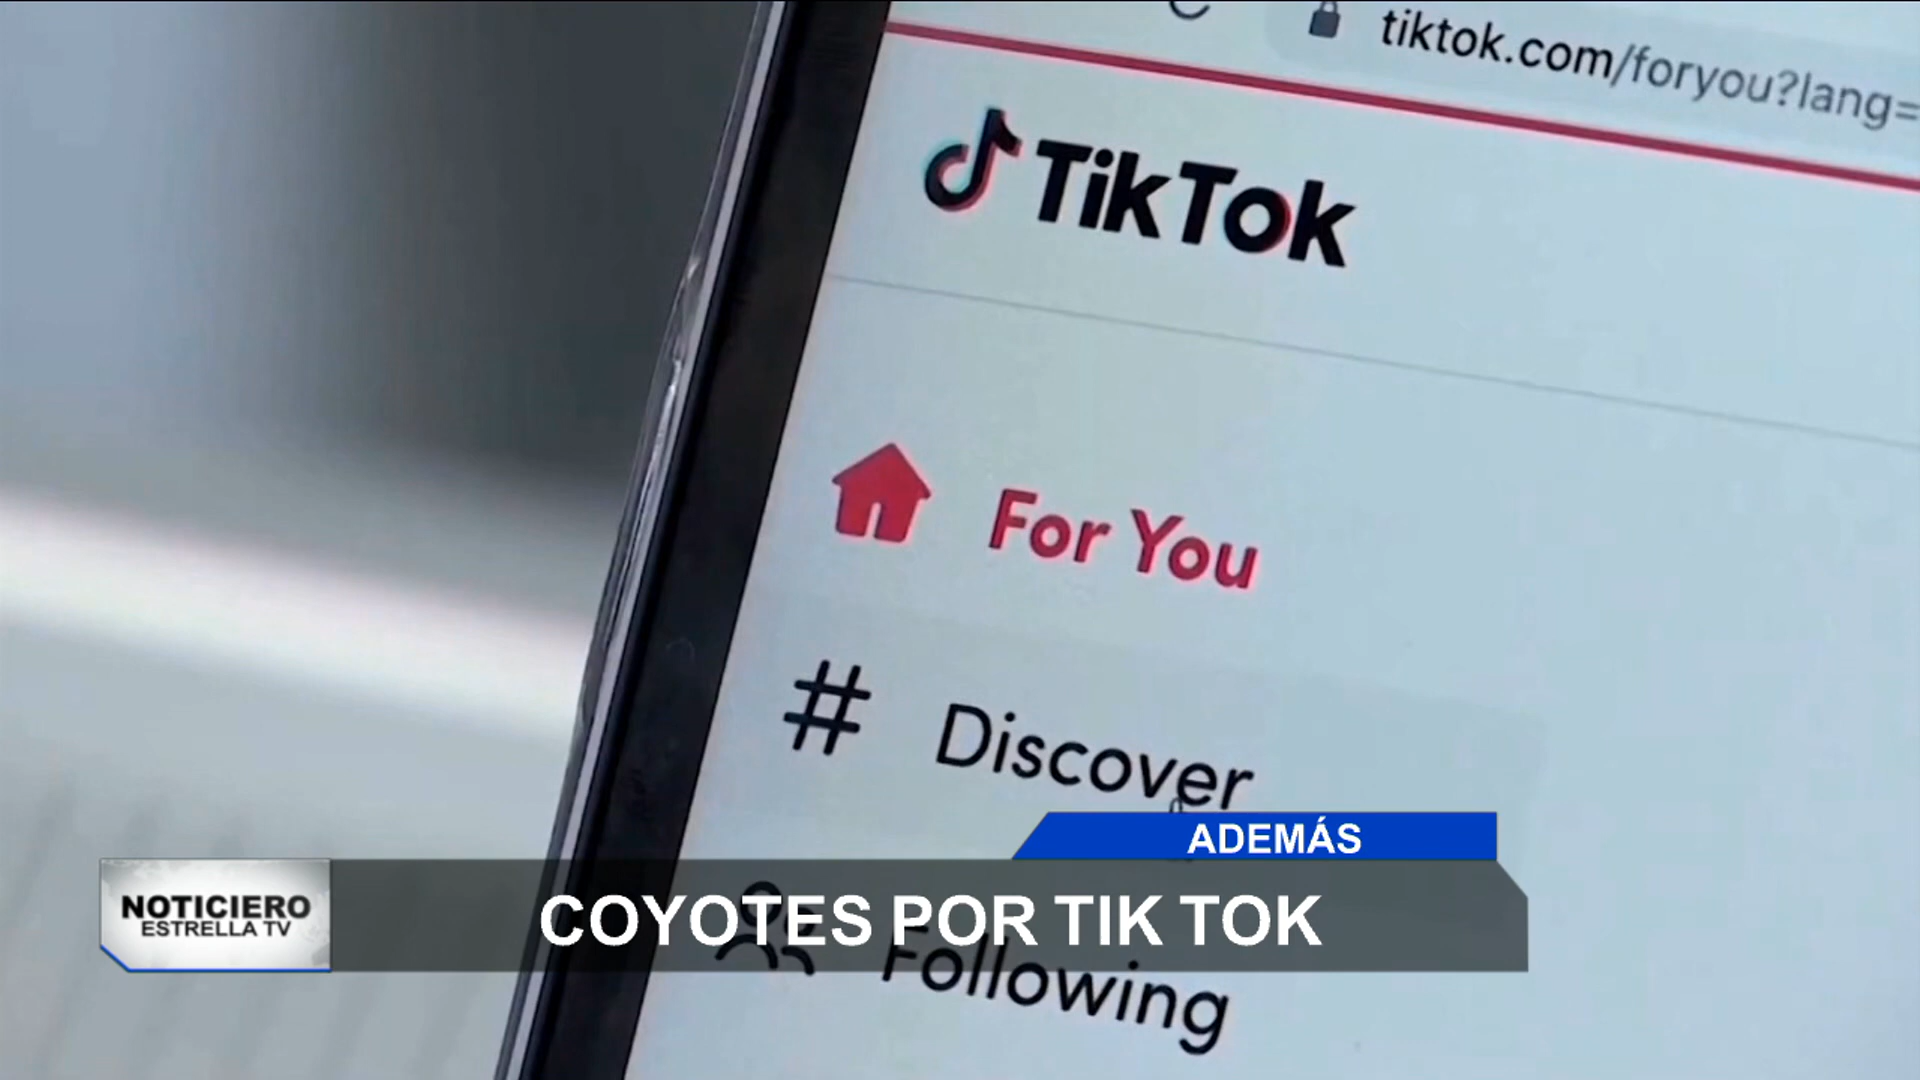 tiktok.com/foryou?lang=
TikTok
For You
# Discover
Following
ADEMÁS
NOTICIERO
ESTRELLA TV
COYOTES POR TIK TOK